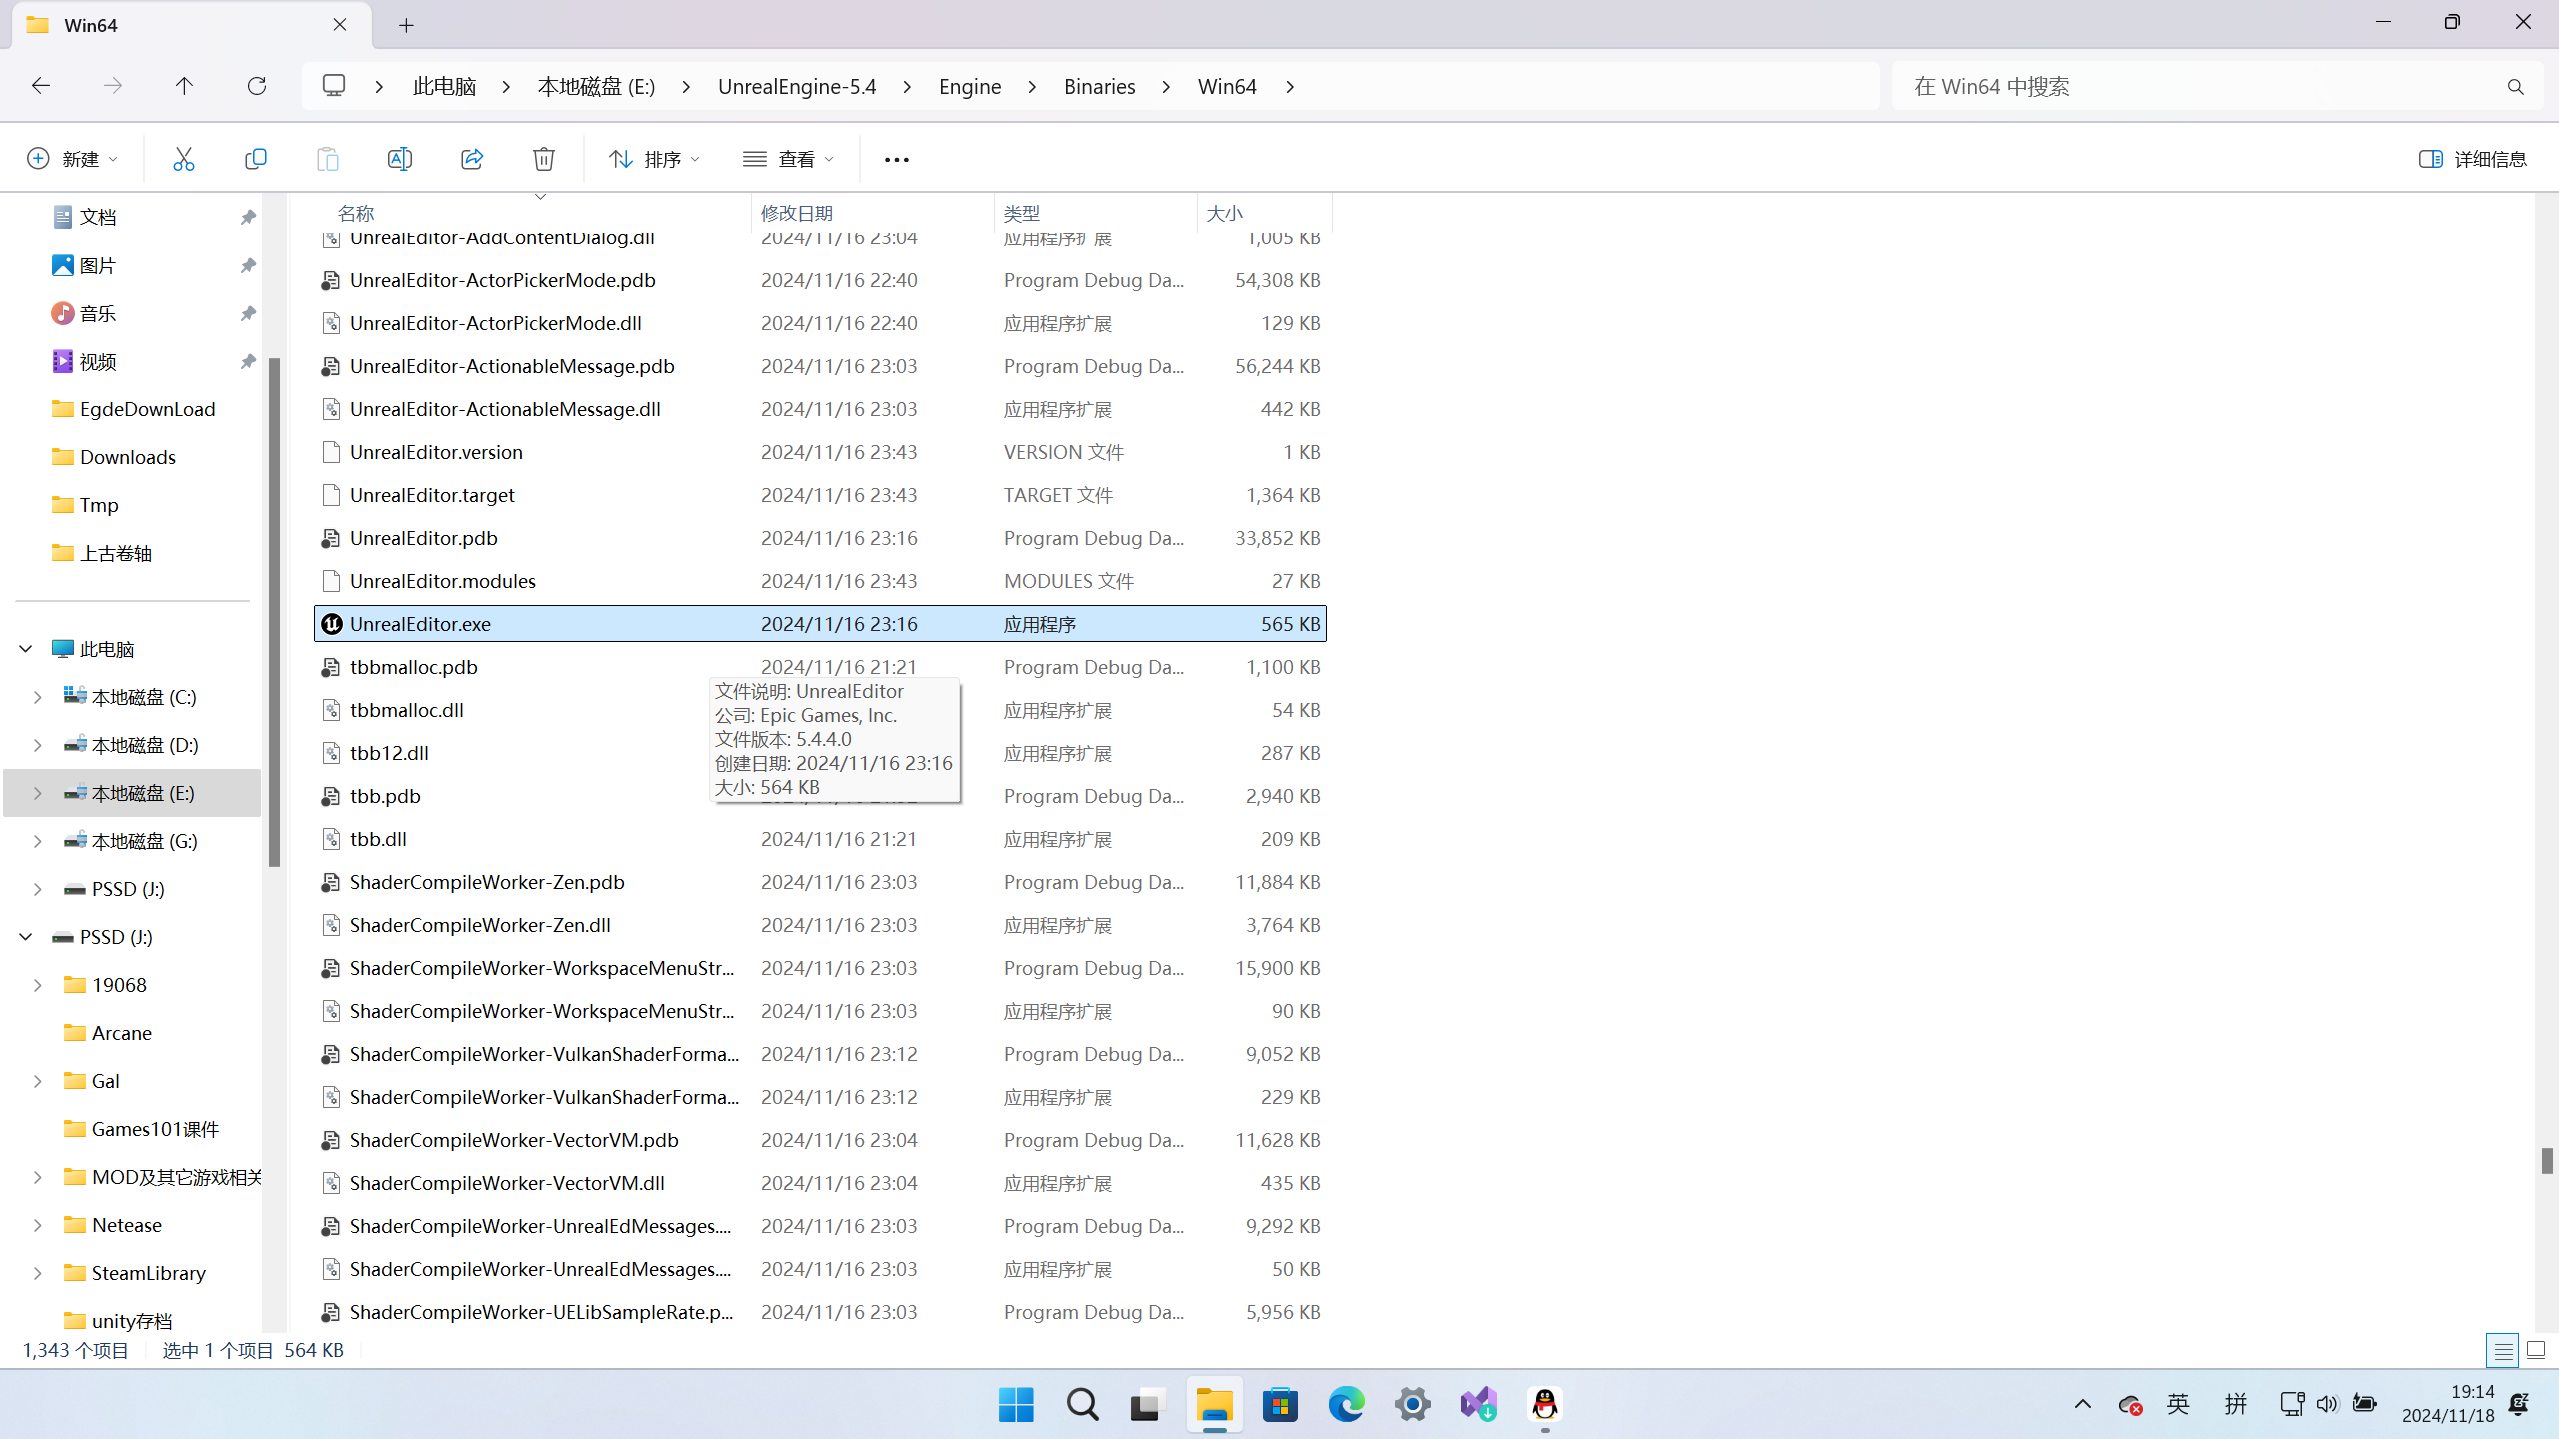 Win64
此电脑 本地磁盘 (E:) UnrealEngine-5.4 Engine Binaries Win64
在 Win64 中搜索
新建 排序 查看 详细信息
文档
图片
音乐
视频
EgdeDownLoad
Downloads
Tmp
上古卷轴
此电脑
本地磁盘 (C:)
本地磁盘 (D:)
本地磁盘 (E:)
本地磁盘 (G:)
PSSD (J:)
PSSD (J:)
19068
Arcane
Gal
Games101课件
MOD及其它游戏相关
Netease
SteamLibrary
unity存档
名称 修改日期 类型 大小
UnrealEditor-AddContentDialog.dll 2024/11/16 23:04 应用程序扩展 1,005 KB
UnrealEditor-ActorPickerMode.pdb 2024/11/16 22:40 Program Debug Da... 54,308 KB
UnrealEditor-ActorPickerMode.dll 2024/11/16 22:40 应用程序扩展 129 KB
UnrealEditor-ActionableMessage.pdb 2024/11/16 23:03 Program Debug Da... 56,244 KB
UnrealEditor-ActionableMessage.dll 2024/11/16 23:03 应用程序扩展 442 KB
UnrealEditor.version 2024/11/16 23:43 VERSION 文件 1 KB
UnrealEditor.target 2024/11/16 23:43 TARGET 文件 1,364 KB
UnrealEditor.pdb 2024/11/16 23:16 Program Debug Da... 33,852 KB
UnrealEditor.modules 2024/11/16 23:43 MODULES 文件 27 KB
UnrealEditor.exe 2024/11/16 23:16 应用程序 565 KB
tbbmalloc.pdb 2024/11/16 21:21 Program Debug Da... 1,100 KB
tbbmalloc.dll 应用程序扩展 54 KB
tbb12.dll 应用程序扩展 287 KB
tbb.pdb Program Debug Da... 2,940 KB
tbb.dll 2024/11/16 21:21 应用程序扩展 209 KB
ShaderCompileWorker-Zen.pdb 2024/11/16 23:03 Program Debug Da... 11,884 KB
ShaderCompileWorker-Zen.dll 2024/11/16 23:03 应用程序扩展 3,764 KB
ShaderCompileWorker-WorkspaceMenuStr... 2024/11/16 23:03 Program Debug Da... 15,900 KB
ShaderCompileWorker-WorkspaceMenuStr... 2024/11/16 23:03 应用程序扩展 90 KB
ShaderCompileWorker-VulkanShaderForma... 2024/11/16 23:12 Program Debug Da... 9,052 KB
ShaderCompileWorker-VulkanShaderForma... 2024/11/16 23:12 应用程序扩展 229 KB
ShaderCompileWorker-VectorVM.pdb 2024/11/16 23:04 Program Debug Da... 11,628 KB
ShaderCompileWorker-VectorVM.dll 2024/11/16 23:04 应用程序扩展 435 KB
ShaderCompileWorker-UnrealEdMessages.... 2024/11/16 23:03 Program Debug Da... 9,292 KB
ShaderCompileWorker-UnrealEdMessages.... 2024/11/16 23:03 应用程序扩展 50 KB
ShaderCompileWorker-UELibSampleRate.p... 2024/11/16 23:03 Program Debug Da... 5,956 KB
文件说明: UnrealEditor
公司: Epic Games, Inc.
文件版本: 5.4.4.0
创建日期: 2024/11/16 23:16
大小: 564 KB
1,343 个项目 选中 1 个项目 564 KB
英 拼
19:14
2024/11/18